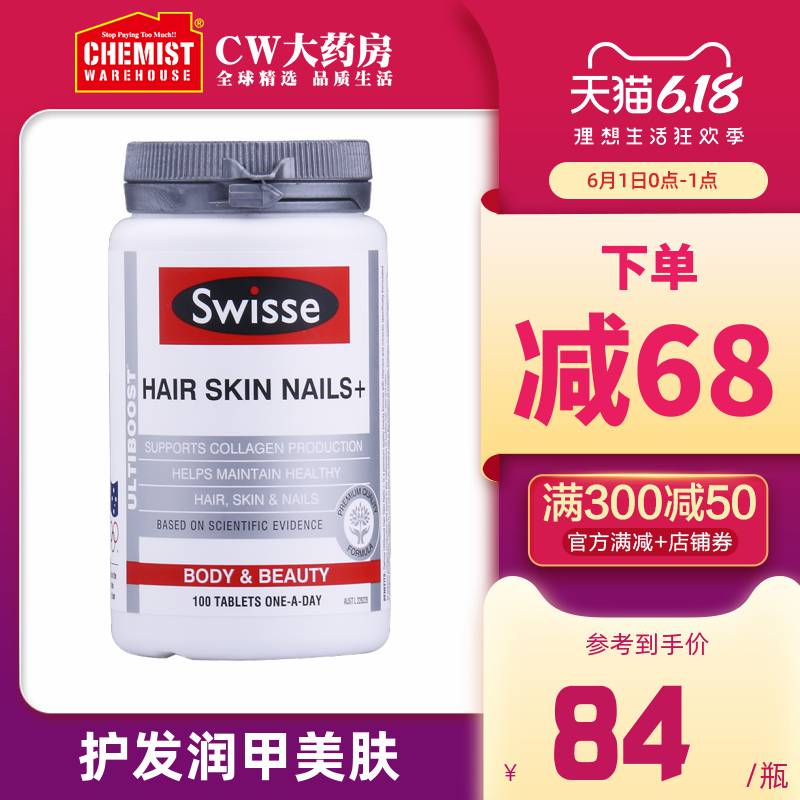 Stop Paying Too Much!!
CHEMIST
WAREHOUSE
CW大药房
全球精选 品质生活
天猫6.18
理想生活狂欢季
6月1日0点-1点
下单
减68
满300减50
官方满减+店铺券
参考到手价
¥84/瓶
Swisse
ULTIBOOST
HAIR SKIN NAILS+
SUPPORTS COLLAGEN PRODUCTION
HELPS MAINTAIN HEALTHY
HAIR, SKIN & NAILS
BASED ON SCIENTIFIC EVIDENCE
PREMIUM QUALITY
FORMULA
BODY & BEAUTY
100 TABLETS ONE-A-DAY
护发润甲美肤